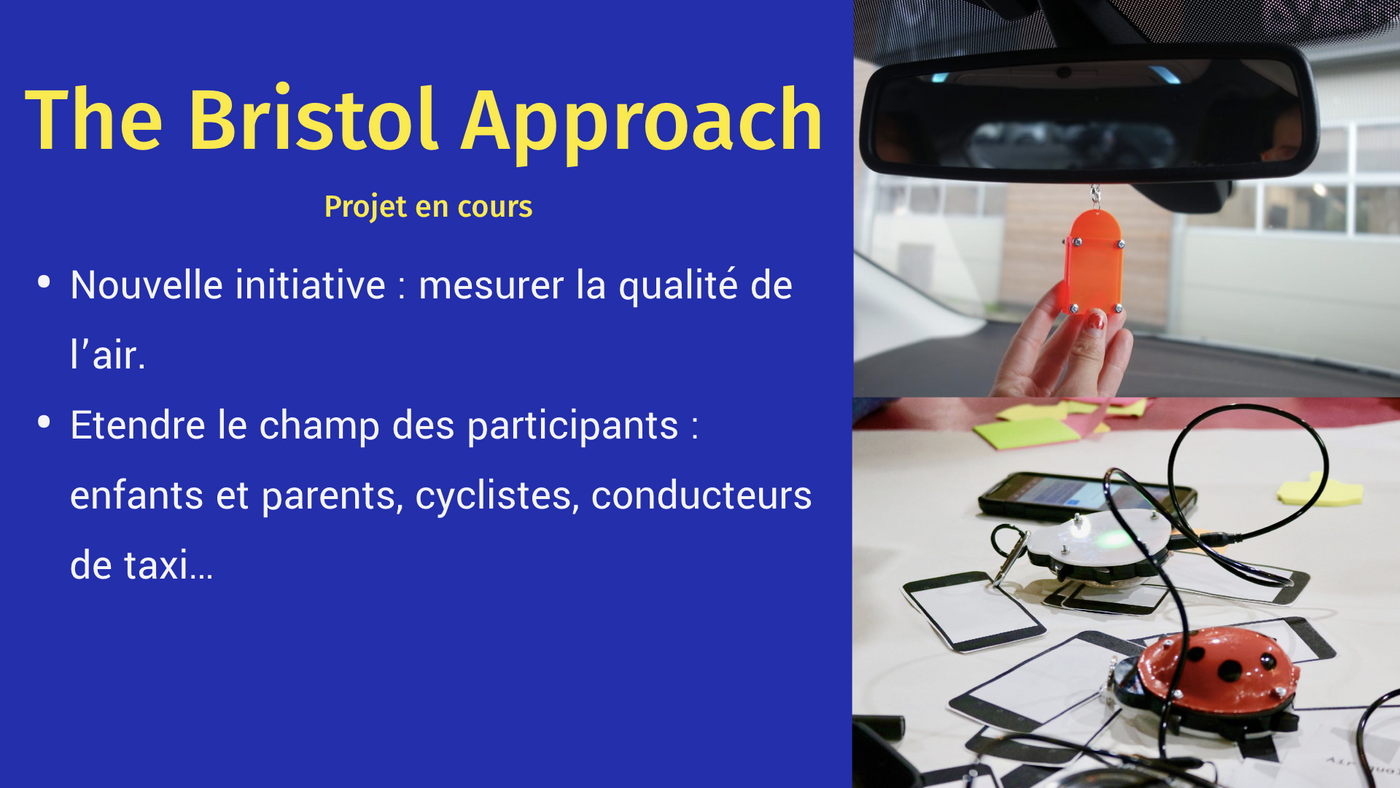 The Bristol Approach
Projet en cours
• Nouvelle initiative : mesurer la qualité de
l’air.
• Etendre le champ des participants :
enfants et parents, cyclistes, conducteurs
de taxi…